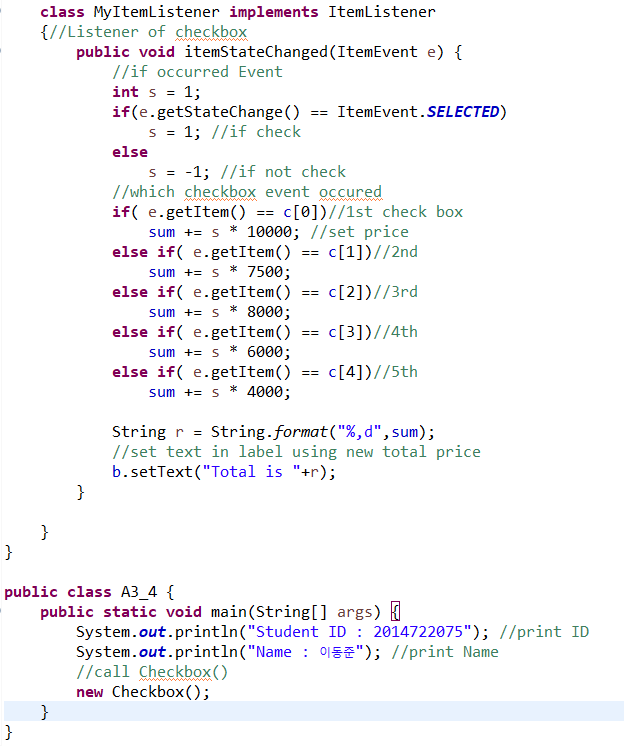 class MyItemListener implements ItemListener
{//Listener of checkbox
public void itemStateChanged(ItemEvent e) {
//if occurred Event
int s = 1;
if(e.getStateChange() == ItemEvent.SELECTED)
s = 1; //if check
else
s = -1; //if not check
//which checkbox event occured
if( e.getItem() == c[0])//1st check box
sum += s * 10000; //set price
else if( e.getItem() == c[1])//2nd
sum += s * 7500;
else if( e.getItem() == c[2])//3rd
sum += s * 8000;
else if( e.getItem() == c[3])//4th
sum += s * 6000;
else if( e.getItem() == c[4])//5th
sum += s * 4000;
String r = String.format("%,d",sum);
//set text in label using new total price
b.setText("Total is "+r);
}
}
}
public class A3_4 {
public static void main(String[] args) {
System.out.println("Student ID : 2014722075"); //print ID
System.out.println("Name : 이동준"); //print Name
//call Checkbox()
new Checkbox();
}
}